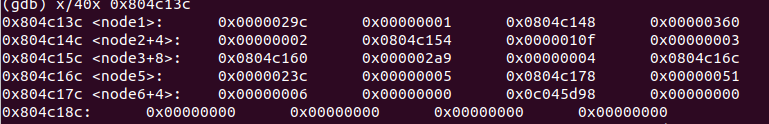 (gdb) x/40x 0x804c13c
0x804c13c <node1>: 0x0000029c 0x00000001 0x0804c148 0x00000360
0x804c14c <node2+4>: 0x00000002 0x0804c154 0x0000010f 0x00000003
0x804c15c <node3+8>: 0x0804c160 0x000002a9 0x00000004 0x0804c16c
0x804c16c <node5>: 0x0000023c 0x00000005 0x0804c178 0x00000051
0x804c17c <node6+4>: 0x00000006 0x00000000 0x0c045d98 0x00000000
0x804c18c: 0x00000000 0x00000000 0x00000000 0x00000000